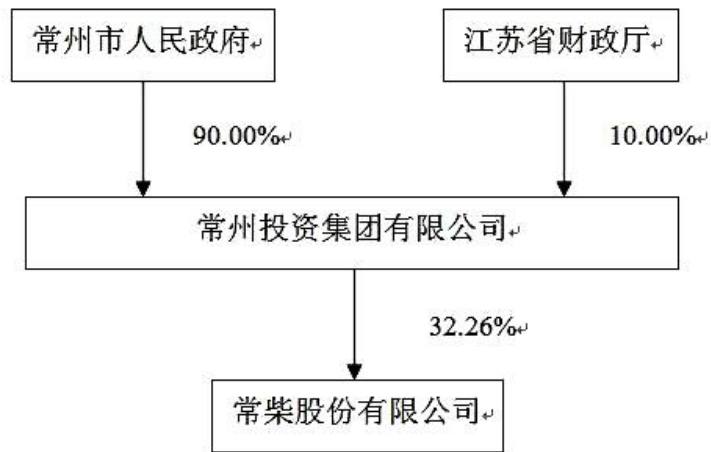 常州市人民政府
江苏省财政厅
90.00%
10.00%
常州投资集团有限公司
32.26%
常柴股份有限公司